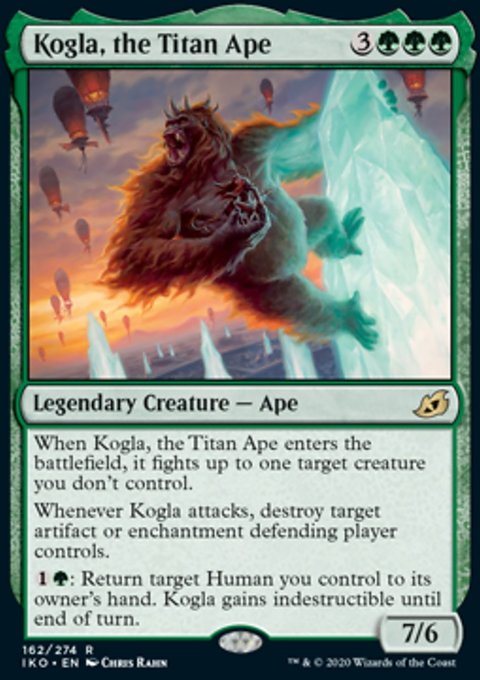 Kogla, the Titan Ape 3
Legendary Creature — Ape
When Kogla, the Titan Ape enters the
battlefield, it fights up to one target creature
you don't control.
Whenever Kogla attacks, destroy target
artifact or enchantment defending player
controls.
1 : Return target Human you control to its
owner's hand. Kogla gains indestructible until
end of turn.
7/6
162/274 R
IKO • EN Chris Rahn
™ & © 2020 Wizards of the Coast